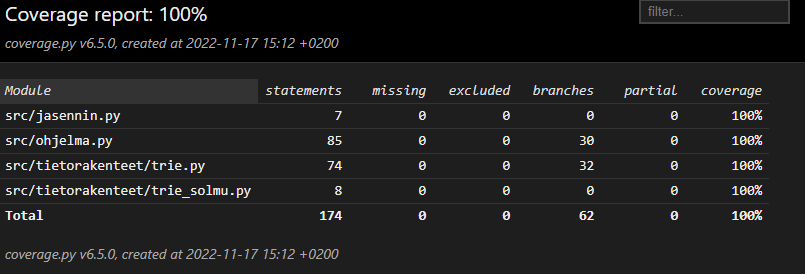 Coverage report: 100%
filter...
coverage.py v6.5.0, created at 2022-11-17 15:12 +0200
Module statements missing excluded branches partial coverage
src/jasennin.py 7 0 0 0 0 100%
src/ohjelma.py 85 0 0 30 0 100%
src/tietorakenteet/trie.py 74 0 0 32 0 100%
src/tietorakenteet/trie_solmu.py 8 0 0 0 0 100%
Total 174 0 0 62 0 100%
coverage.py v6.5.0, created at 2022-11-17 15:12 +0200